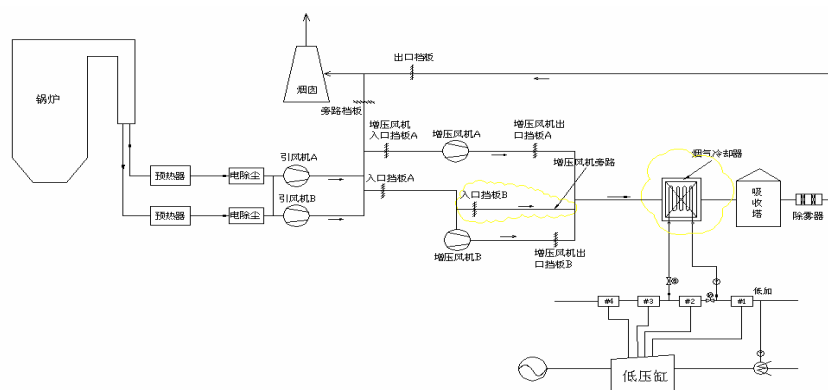 出口档板
烟囱
锅炉
旁路档板
增压风机
入口挡板A
增压风机A
增压风机出
口挡板A
烟气冷却器
引风机A
入口挡板A
增压风机旁路
预热器
电除尘
入口挡板B
吸
收
塔
预热器
电除尘
引风机B
除雾器
增压风机B
增压风机出
口挡板B
低加
#4
#3
#2
#1
低压缸